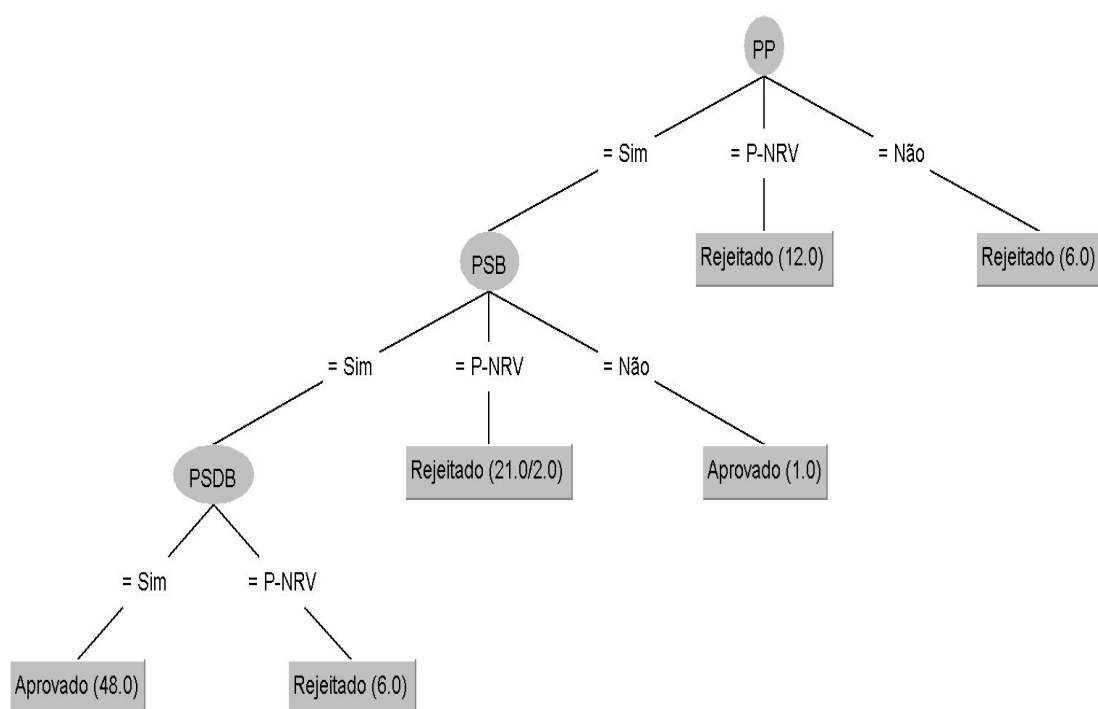 PP
= Sim
= P-NRV
= Não
PSB
Rejeitado (12.0)
Rejeitado (6.0)
= Sim
= P-NRV
= Não
PSDB
Rejeitado (21.0/2.0)
Aprovado (1.0)
= Sim
= P-NRV
Aprovado (48.0)
Rejeitado (6.0)